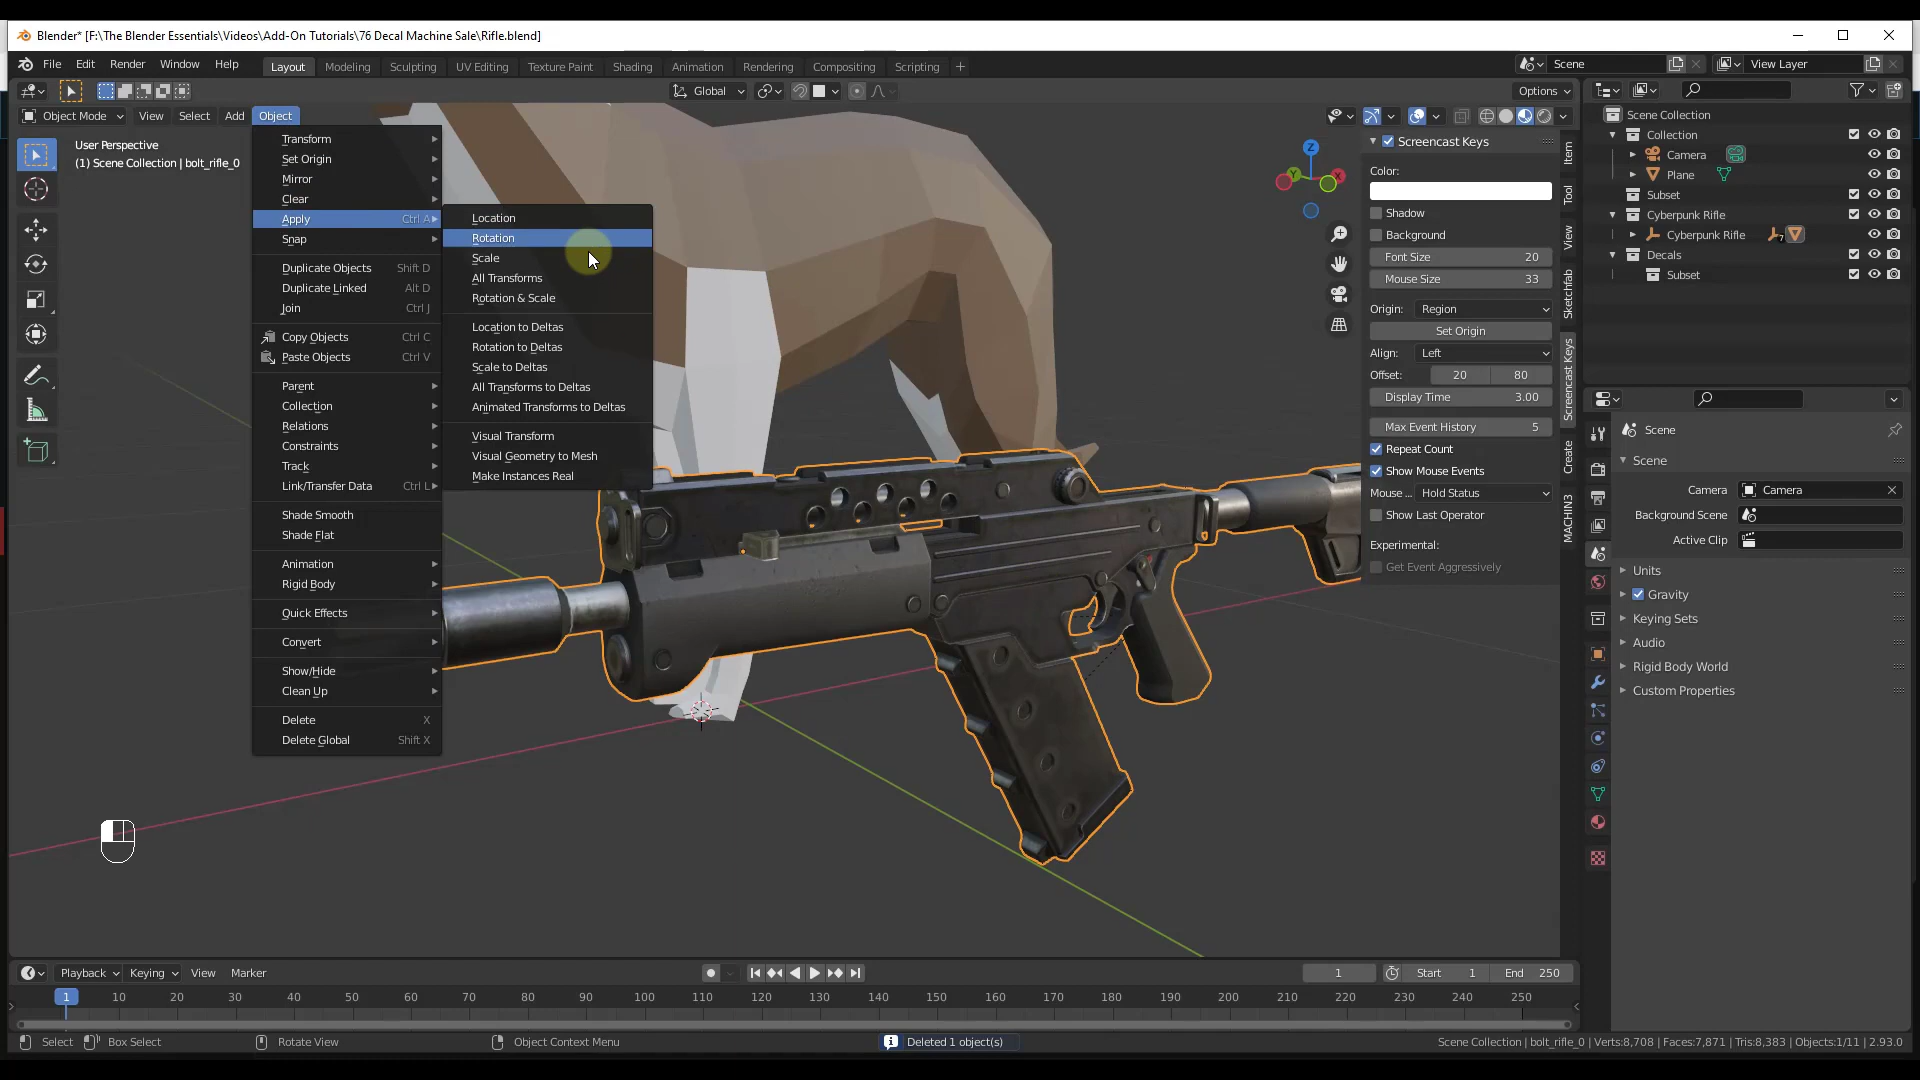 Blender* [F:\The Blender Essentials\Videos\Add-On Tutorials\76 Decal Machine Sale\Rifle.blend]
File Edit Render Window Help Layout Modeling Sculpting UV Editing Texture Paint Shading Animation Rendering Compositing Scripting + Scene View Layer
Global Options
Object Mode View Select Add Object
User Perspective
(1) Scene Collection | bolt_rifle_0
Transform
Set Origin
Mirror
Clear
Apply Ctrl A
Snap
Duplicate Objects Shift D
Duplicate Linked Alt D
Join Ctrl J
Copy Objects Ctrl C
Paste Objects Ctrl V
Parent
Collection
Relations
Constraints
Track
Link/Transfer Data Ctrl L
Shade Smooth
Shade Flat
Animation
Rigid Body
Quick Effects
Convert
Show/Hide
Clean Up
Delete X
Delete Global Shift X
Location
Rotation
Scale
All Transforms
Rotation & Scale
Location to Deltas
Rotation to Deltas
Scale to Deltas
All Transforms to Deltas
Animated Transforms to Deltas
Visual Transform
Visual Geometry to Mesh
Make Instances Real
Z
Y
X
Screencast Keys
Color:
Shadow
Background
Font Size 20
Mouse Size 33
Origin: Region
Set Origin
Align: Left
Offset: 20 80
Display Time 3.00
Max Event History 5
Repeat Count
Show Mouse Events
Mouse ... Hold Status
Show Last Operator
Experimental:
Get Event Aggressively
Item
Tool
View
Sketchfab
Screencast Keys
Create
MACHIN3
Scene Collection
Collection
Camera
Plane
Subset
Cyberpunk Rifle
Cyberpunk Rifle 7
Decals
Subset
Scene
Scene
Camera Camera
Background Scene
Active Clip
Units
Gravity
Keying Sets
Audio
Rigid Body World
Custom Properties
Playback Keying View Marker 1 Start 1 End 250
1 10 20 30 40 50 60 70 80 90 100 110 120 130 140 150 160 170 180 190 200 210 220 230 240 250
Select Box Select Rotate View Object Context Menu Deleted 1 object(s) Scene Collection | bolt_rifle_0 | Verts:8,708 | Faces:7,871 | Tris:8,383 | Objects:1/11 | 2.93.0